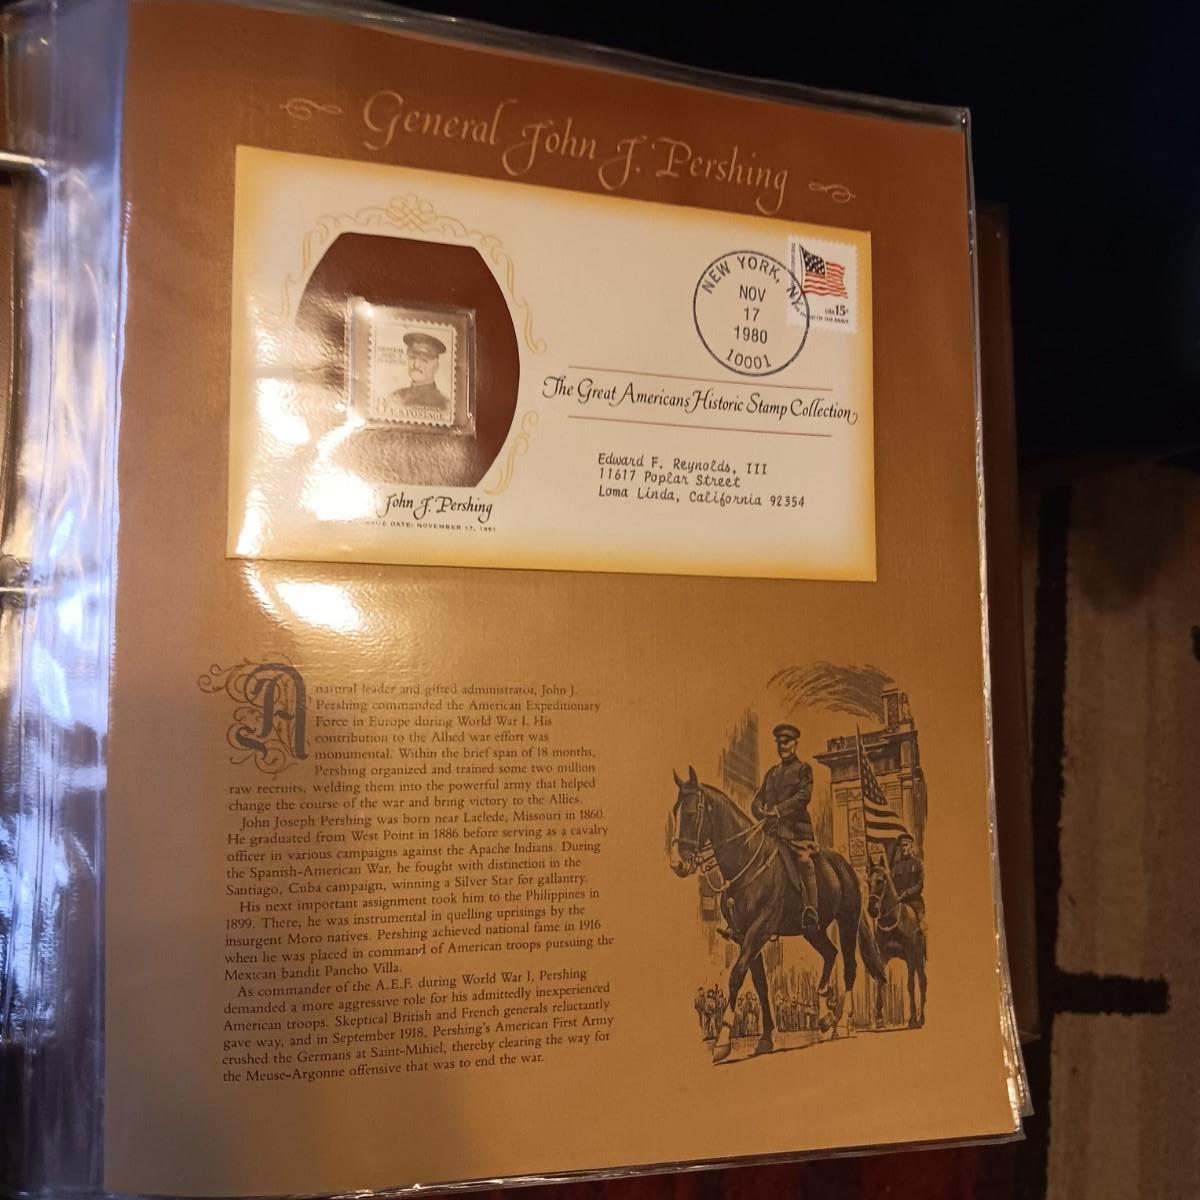 General John J. Pershing
NEW YORK, NY
NOV
17
1980
10001
USA 15c
GENERAL
JOHN J.
PERSHING
8c
U.S. POSTAGE
The Great Americans Historic Stamp Collection
Edward F. Reynolds, III
11617 Poplar Street
Loma Linda, California 92354
John J. Pershing
ISSUE DATE: NOVEMBER 17, 1961
A natural leader and gifted administrator, John J.
Pershing commanded the American Expeditionary
Force in Europe during World War I. His
contribution to the Allied war effort was
monumental. Within the brief span of 18 months,
Pershing organized and trained some two million
raw recruits, welding them into the powerful army that helped
change the course of the war and bring victory to the Allies.
John Joseph Pershing was born near Laclede, Missouri in 1860.
He graduated from West Point in 1886 before serving as a cavalry
officer in various campaigns against the Apache Indians. During
the Spanish-American War, he fought with distinction in the
Santiago, Cuba campaign, winning a Silver Star for gallantry.
His next important assignment took him to the Philippines in
1899. There, he was instrumental in quelling uprisings by the
insurgent Moro natives. Pershing achieved national fame in 1916
when he was placed in command of American troops pursuing the
Mexican bandit Pancho Villa.
As commander of the A.E.F. during World War I, Pershing
demanded a more aggressive role for his admittedly inexperienced
American troops. Skeptical British and French generals reluctantly
gave way, and in September 1918, Pershing's American First Army
crushed the Germans at Saint-Mihiel, thereby clearing the way for
the Meuse-Argonne offensive that was to end the war.